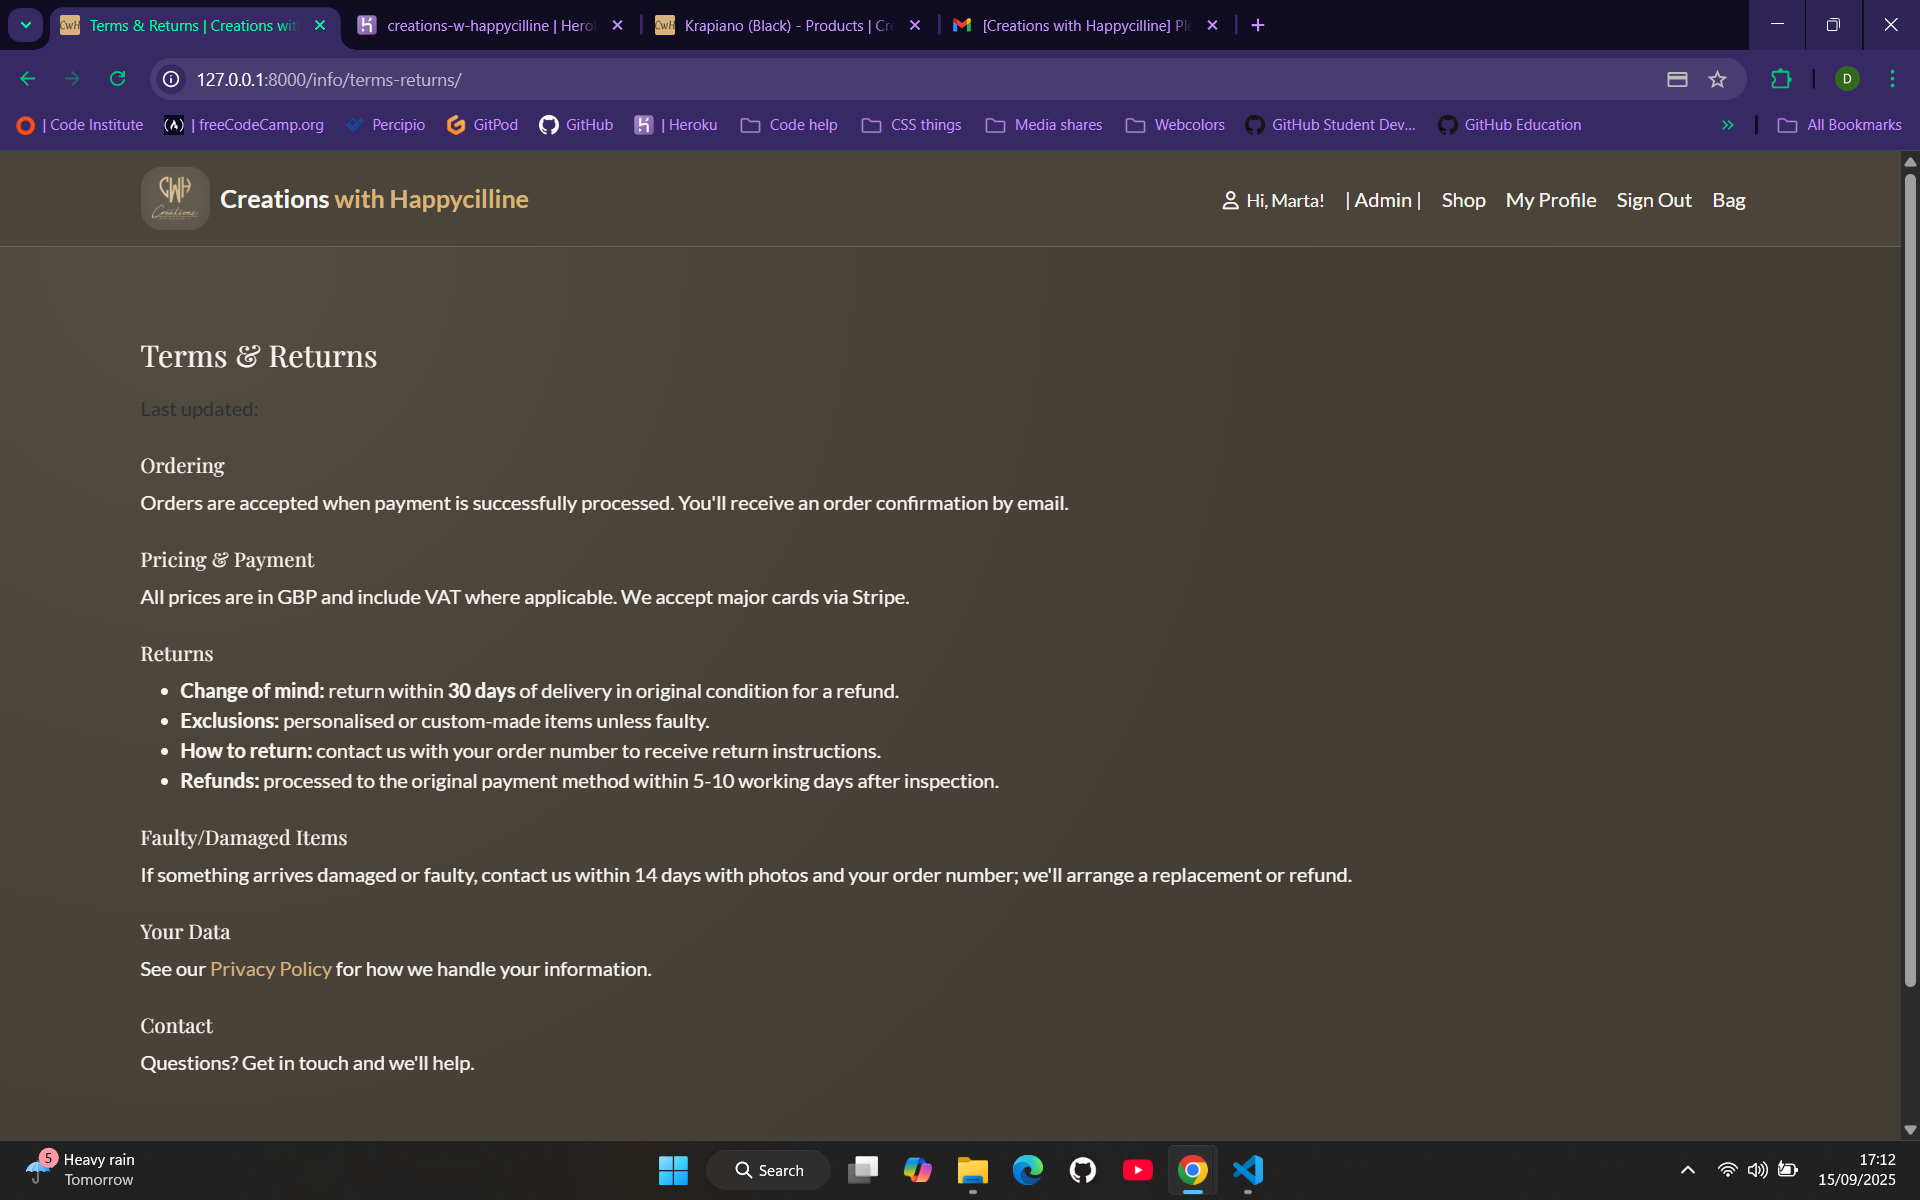 Terms & Returns | Creations wit
creations-w-happycilline | Hero
CwH Krapiano (Black) - Products | Cr
[Creations with Happycilline] Pl
127.0.0.1:8000/info/terms-returns/
D
| Code Institute
| freeCodeCamp.org
Percipio
GitPod
GitHub
| Heroku
Code help
CSS things
Media shares
Webcolors
GitHub Student Dev...
GitHub Education
All Bookmarks
CWH
Creations
Creations with Happycilline
Hi, Marta!
| Admin |
Shop
My Profile
Sign Out
Bag
Terms & Returns
Last updated:
Ordering
Orders are accepted when payment is successfully processed. You'll receive an order confirmation by email.
Pricing & Payment
All prices are in GBP and include VAT where applicable. We accept major cards via Stripe.
Returns
Change of mind: return within 30 days of delivery in original condition for a refund.
Exclusions: personalised or custom-made items unless faulty.
How to return: contact us with your order number to receive return instructions.
Refunds: processed to the original payment method within 5-10 working days after inspection.
Faulty/Damaged Items
If something arrives damaged or faulty, contact us within 14 days with photos and your order number; we'll arrange a replacement or refund.
Your Data
See our Privacy Policy for how we handle your information.
Contact
Questions? Get in touch and we'll help.
5
Heavy rain
Tomorrow
Search
17:12
15/09/2025